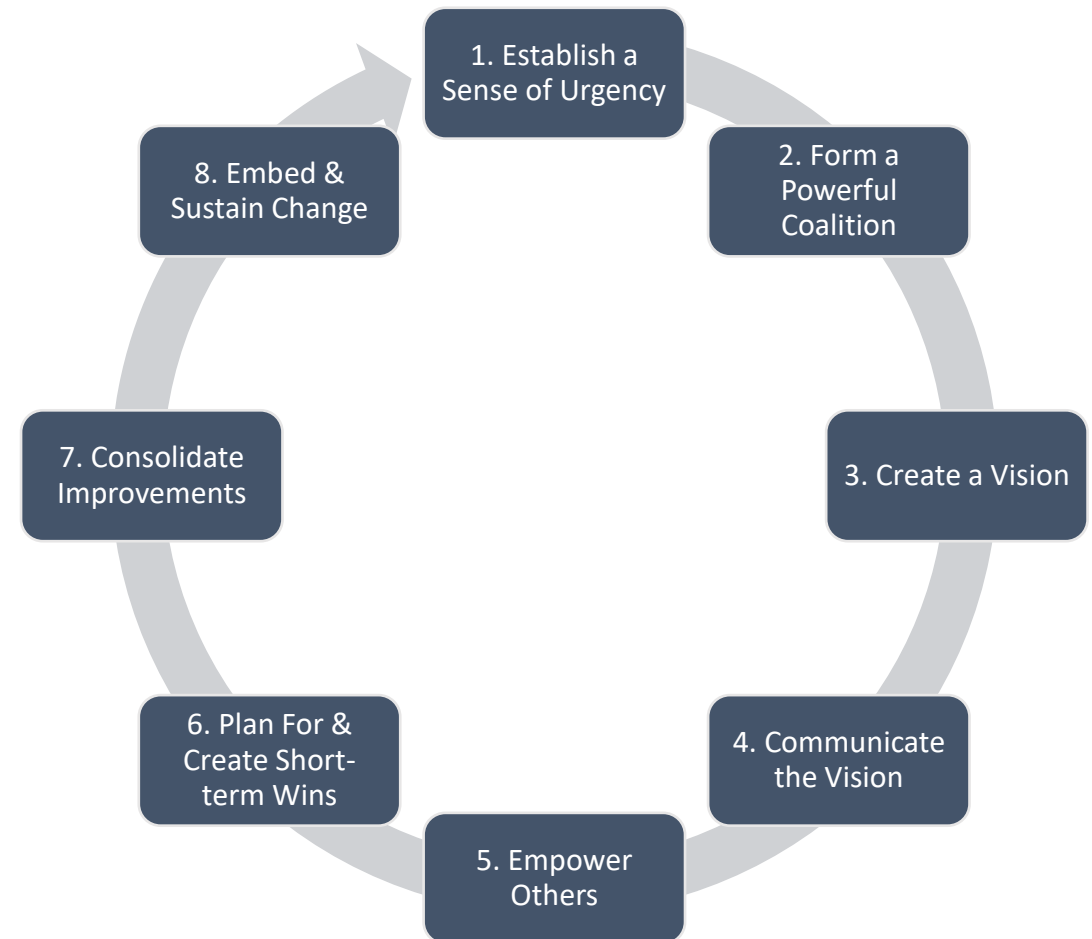 1. Establish a
Sense of Urgency
2. Form a
Powerful
Coalition
3. Create a Vision
4. Communicate
the Vision
5. Empower
Others
6. Plan For &
Create Short-
term Wins
7. Consolidate
Improvements
8. Embed &
Sustain Change